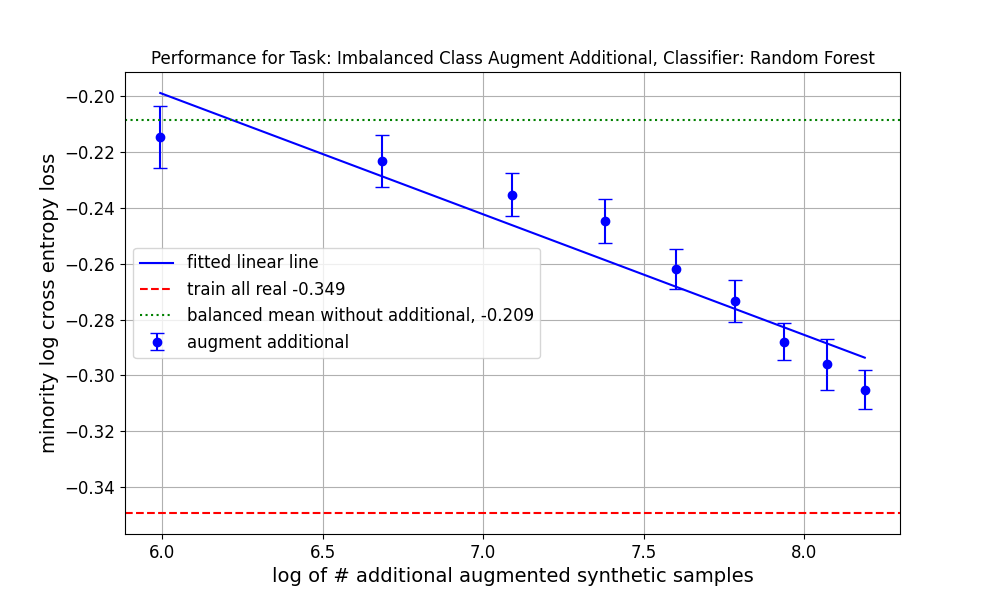 Performance for Task: Imbalanced Class Augment Additional, Classifier: Random Forest
minority log cross entropy loss
−0.20
−0.22
−0.24
−0.26
−0.28
−0.30
−0.32
−0.34
fitted linear line
train all real -0.349
balanced mean without additional, -0.209
augment additional
6.0 6.5 7.0 7.5 8.0
log of # additional augmented synthetic samples